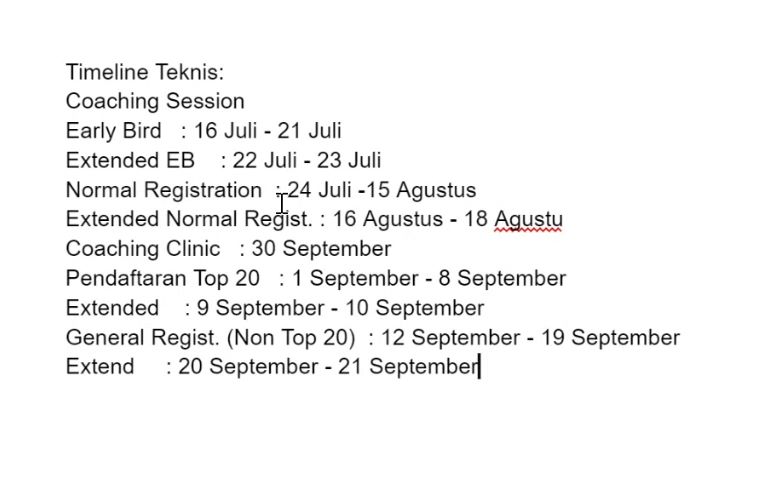 Timeline Teknis:
Coaching Session
Early Bird : 16 Juli - 21 Juli
Extended EB : 22 Juli - 23 Juli
Normal Registration : 24 Juli -15 Agustus
Extended Normal Regist. : 16 Agustus - 18 Agustu
Coaching Clinic : 30 September
Pendaftaran Top 20 : 1 September - 8 September
Extended : 9 September - 10 September
General Regist. (Non Top 20) : 12 September - 19 September
Extend : 20 September - 21 September